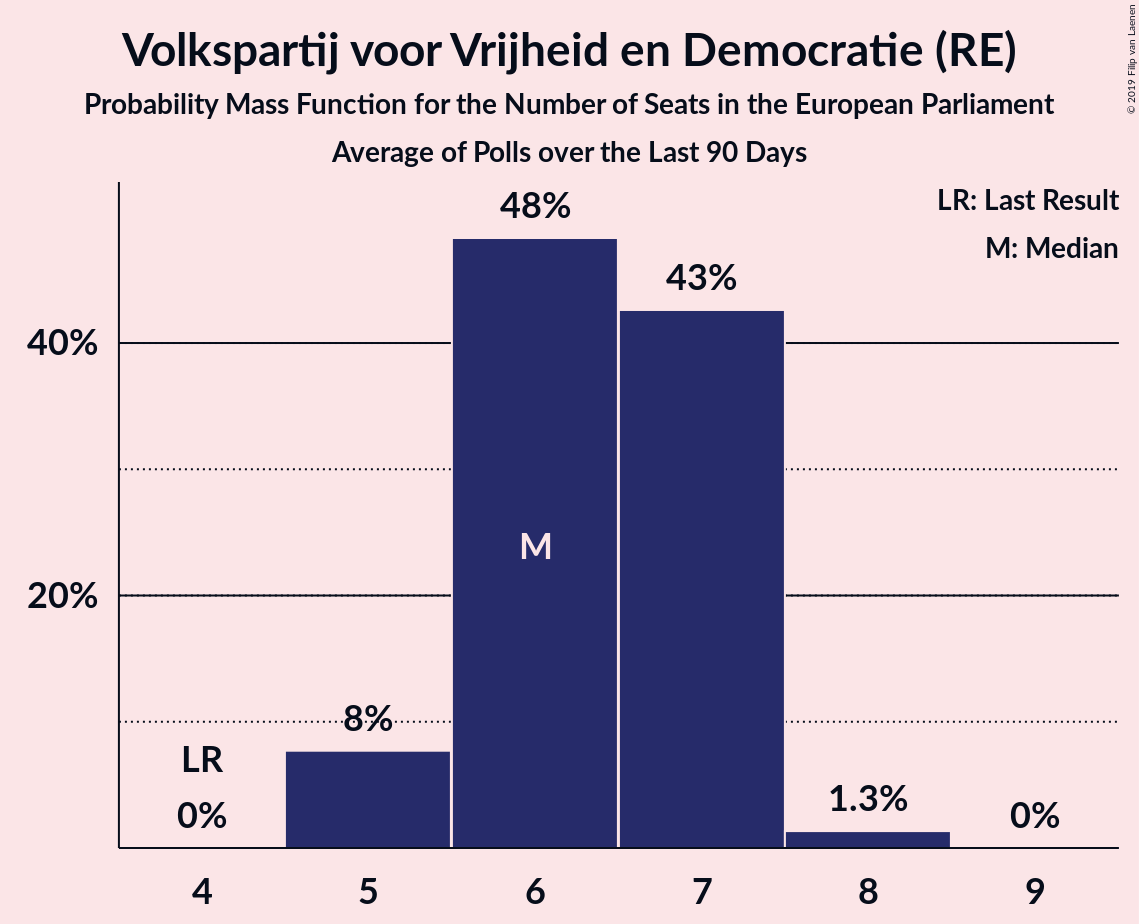 Volkspartij voor Vrijheid en Democratie (RE)
Probability Mass Function for the Number of Seats in the European Parliament
Average of Polls over the Last 90 Days
© 2019 Filip van Laenen
LR: Last Result
M: Median
48%
43%
40%
M
20%
8%
LR
0%
1.3%
0%
4 5 6 7 8 9